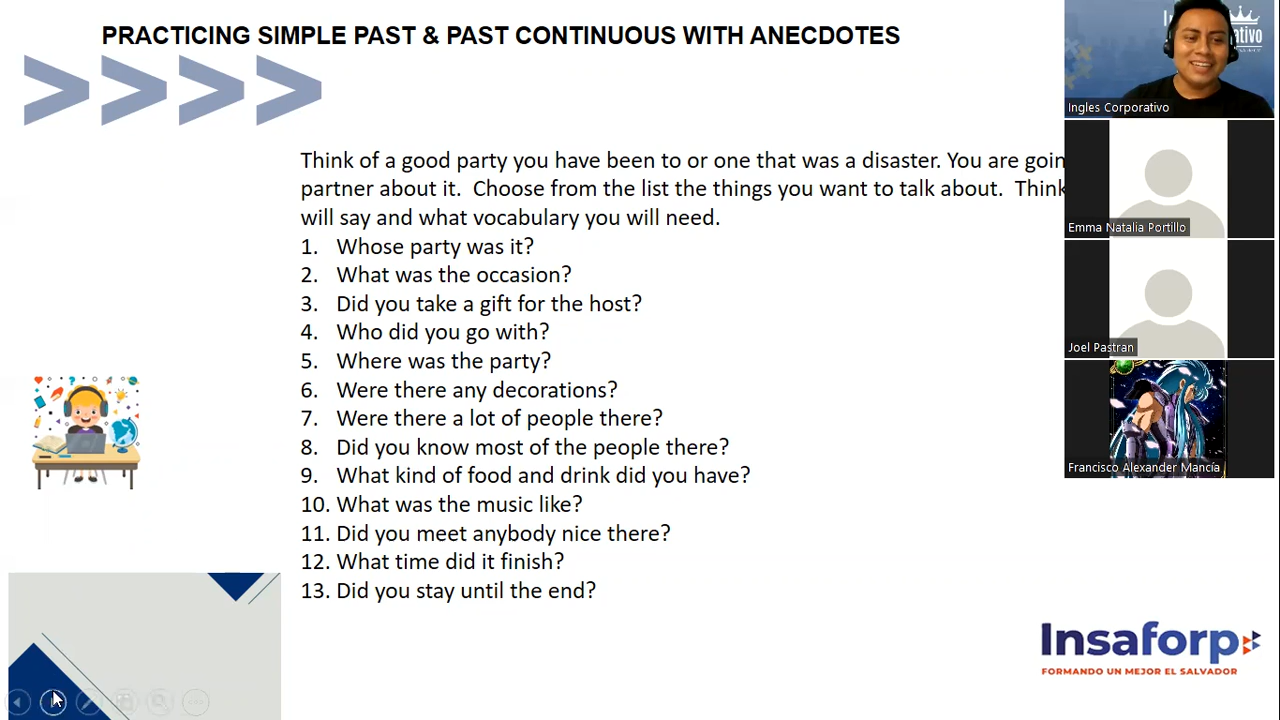 PRACTICING SIMPLE PAST & PAST CONTINUOUS WITH ANECDOTES
Think of a good party you have been to or one that was a disaster. You are goin
partner about it. Choose from the list the things you want to talk about. Think
will say and what vocabulary you will need.
1. Whose party was it?
2. What was the occasion?
3. Did you take a gift for the host?
4. Who did you go with?
5. Where was the party?
6. Were there any decorations?
7. Were there a lot of people there?
8. Did you know most of the people there?
9. What kind of food and drink did you have?
10. What was the music like?
11. Did you meet anybody nice there?
12. What time did it finish?
13. Did you stay until the end?
Ingles Corporativo
Emma Natalia Portillo
Joel Pastran
Francisco Alexander Mancía
Insaforp
FORMANDO UN MEJOR EL SALVADOR